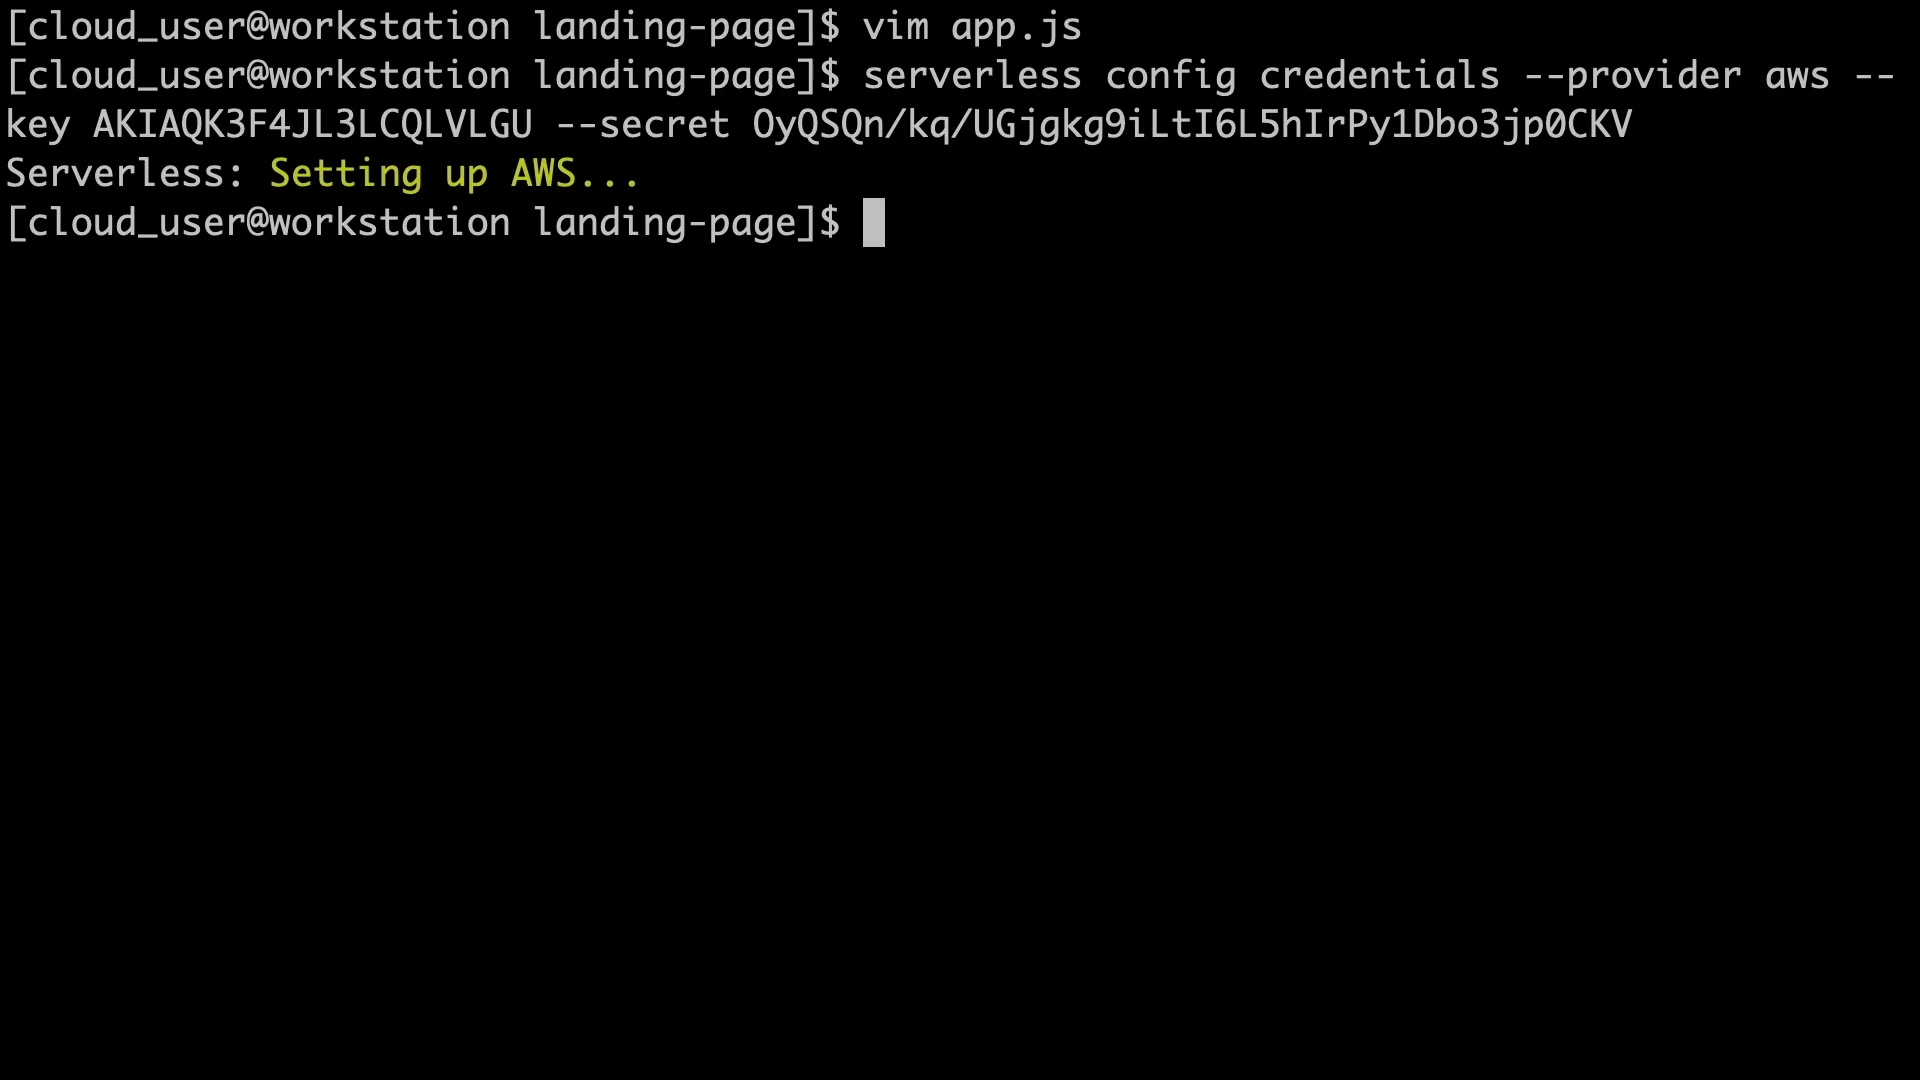 [cloud_user@workstation landing-page]$ vim app.js
[cloud_user@workstation landing-page]$ serverless config credentials --provider aws --
key AKIAQK3F4JL3LCQLVLGU --secret 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
Serverless: Setting up AWS...
[cloud_user@workstation landing-page]$